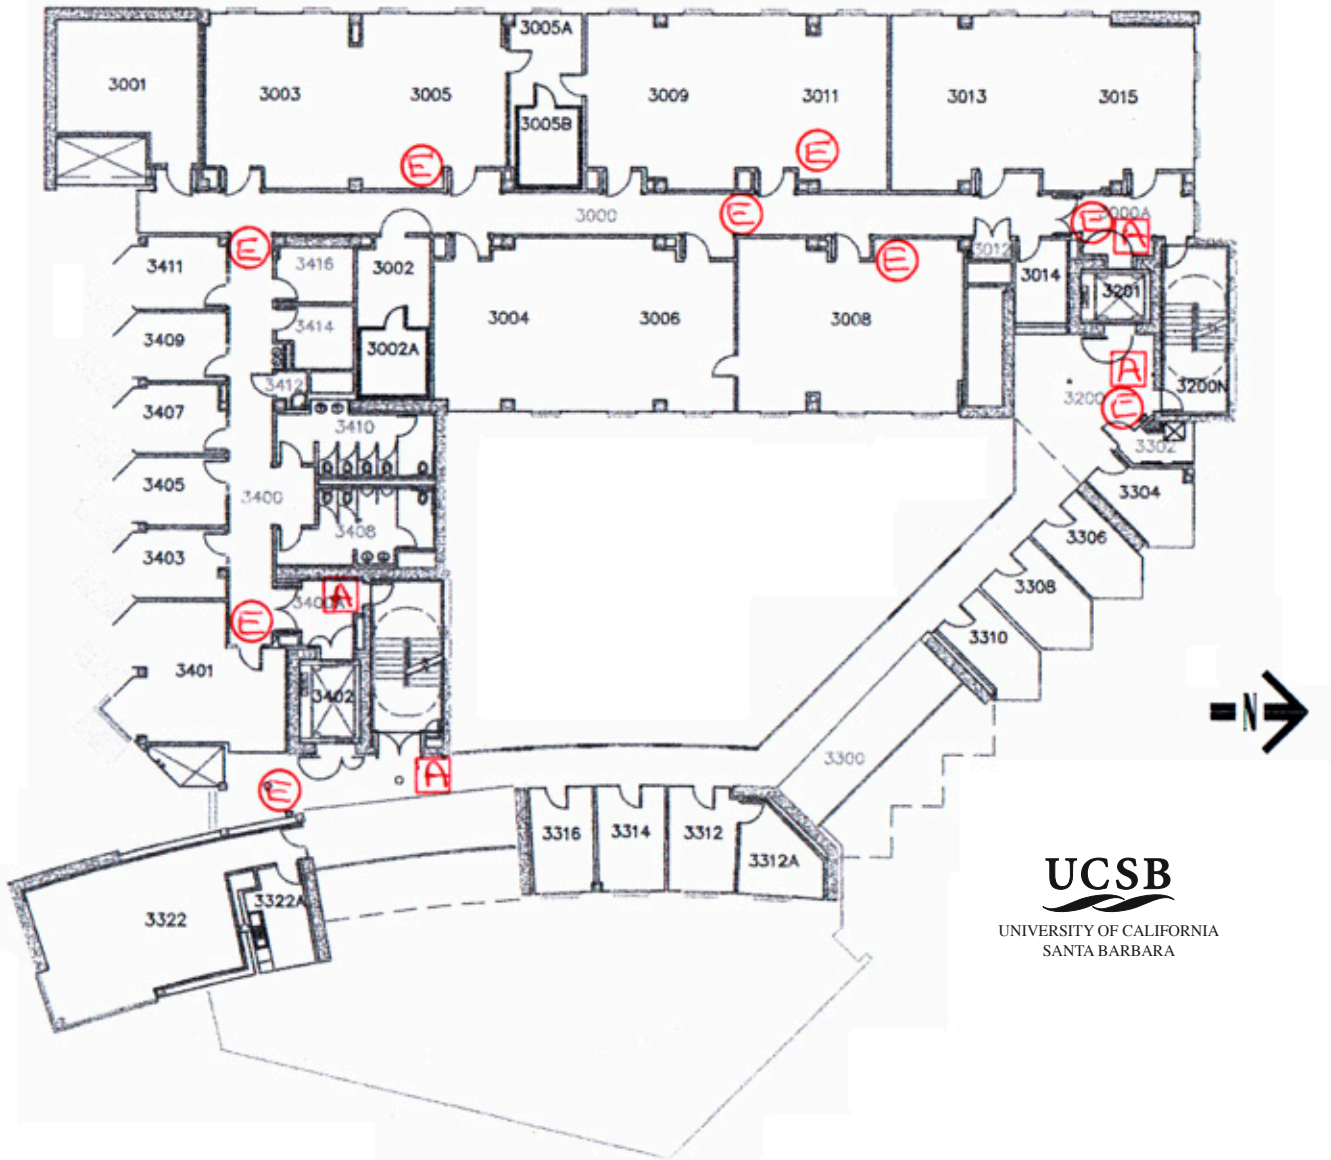 3005A
3001
3003
3005
3009
3011
3013
3015
3005B
E
E
3000
E
E
3000A
A
E
3411
3416
3002
E
3012
3014
3201
3409
3414
3004
3006
3008
3002A
A
3407
3412
3200
E
3200N
3410
3302
3405
3400
3304
3408
3306
3403
3308
3400A
A
E
3310
3401
3402
N
3300
A
E
3316
3314
3312
3312A
3322A
3322
UCSB
UNIVERSITY OF CALIFORNIA
SANTA BARBARA